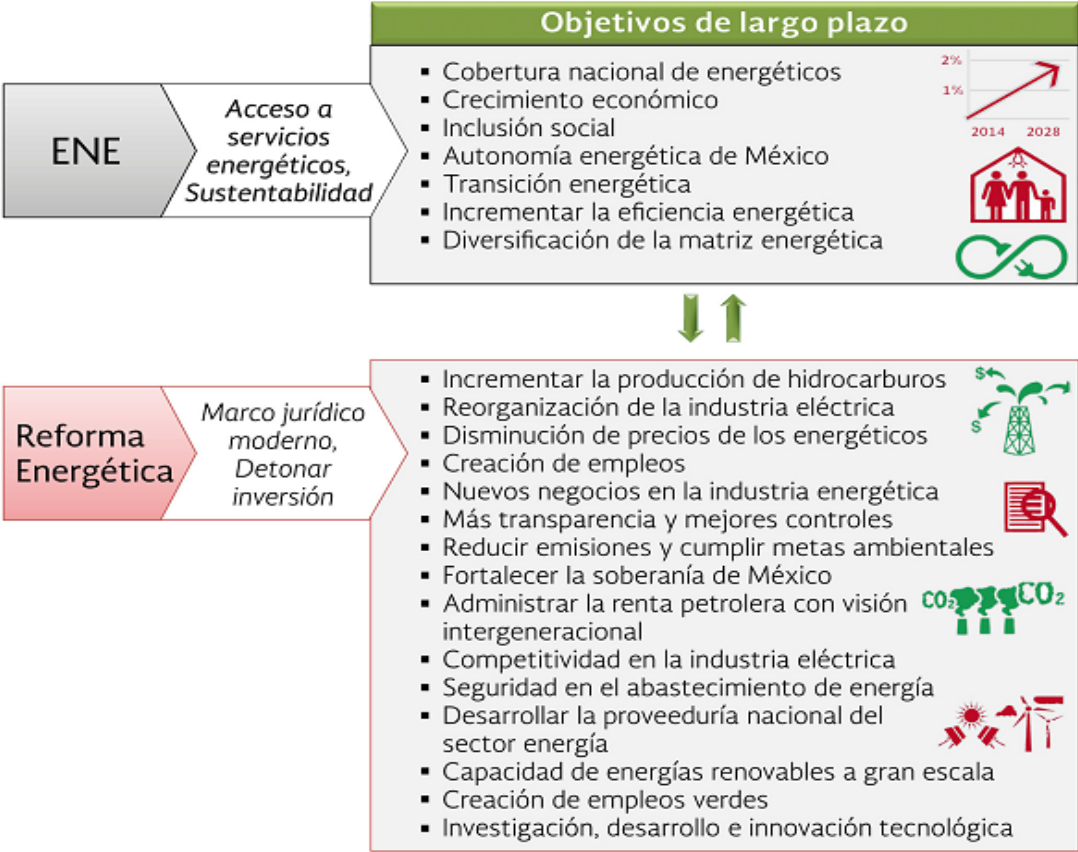 Objetivos de largo plazo
ENE
Acceso a
servicios
energéticos,
Sustentabilidad
▪ Cobertura nacional de energéticos
▪ Crecimiento económico
▪ Inclusión social
▪ Autonomía energética de México
▪ Transición energética
▪ Incrementar la eficiencia energética
▪ Diversificación de la matriz energética
2%
1%
2014 2028
Reforma
Energética
Marco jurídico
moderno,
Detonar
inversión
▪ Incrementar la producción de hidrocarburos
▪ Reorganización de la industria eléctrica
▪ Disminución de precios de los energéticos
▪ Creación de empleos
▪ Nuevos negocios en la industria energética
▪ Más transparencia y mejores controles
▪ Reducir emisiones y cumplir metas ambientales
▪ Fortalecer la soberanía de México
▪ Administrar la renta petrolera con visión
intergeneracional
▪ Competitividad en la industria eléctrica
▪ Seguridad en el abastecimiento de energía
▪ Desarrollar la proveeduría nacional del
sector energía
▪ Capacidad de energías renovables a gran escala
▪ Creación de empleos verdes
▪ Investigación, desarrollo e innovación tecnológica
$
$
CO₂ CO₂